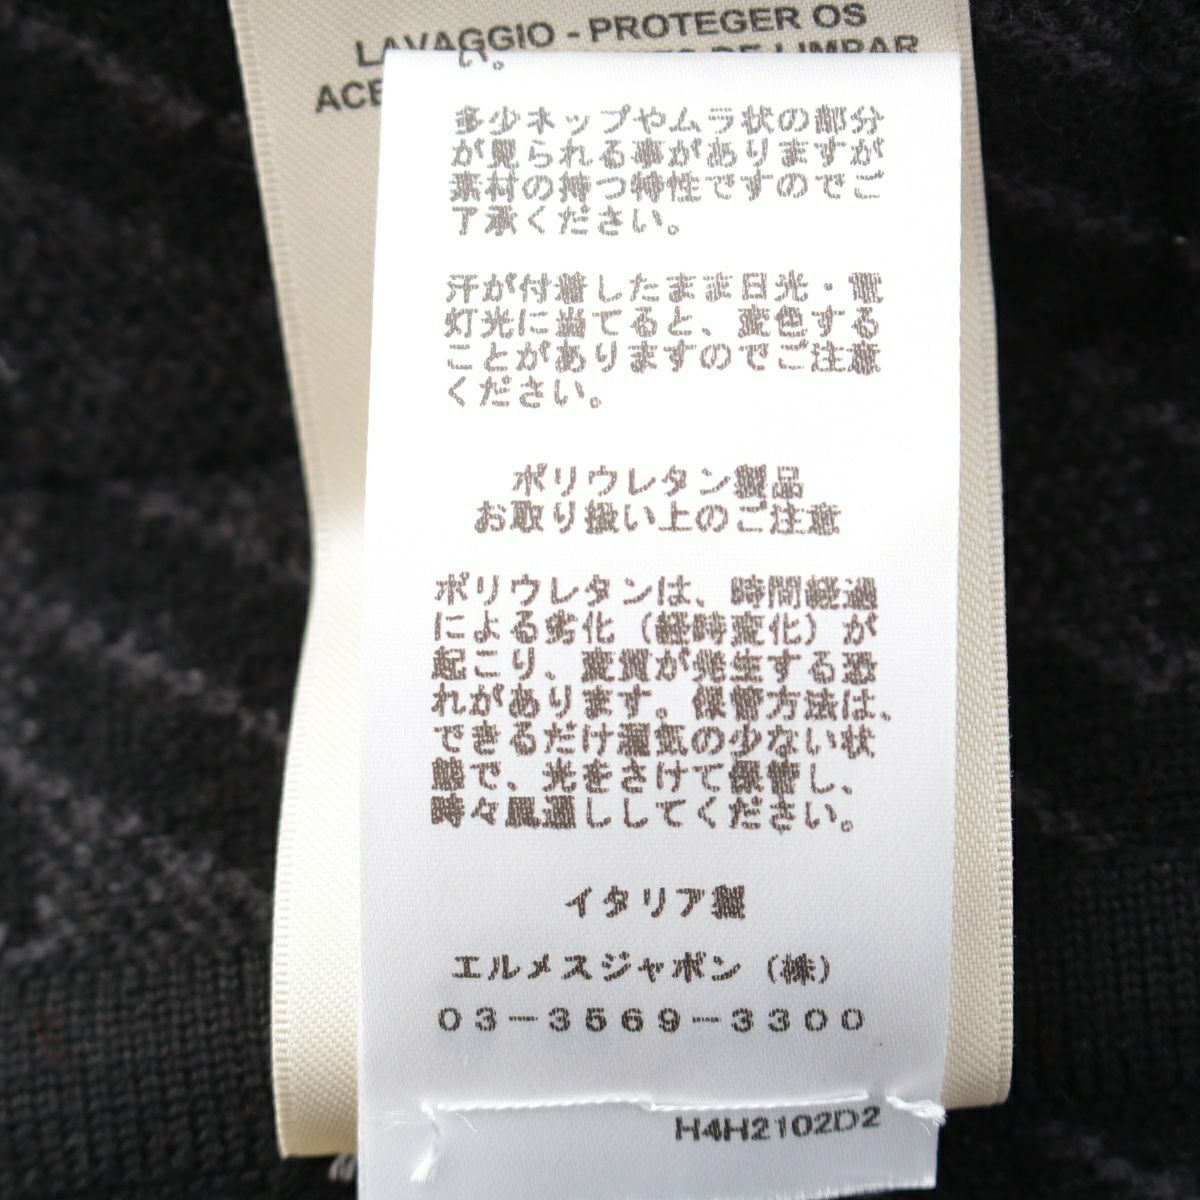 LAVAGGIO - PROTEGER OS
ACE DE LIMPAR
い。
多少ネップやムラ状の部分
が見られる事がありますが
素材の持つ特性ですのでご
了承ください。
汗が付着したまま日光・電
灯光に当てると、変色する
ことがありますのでご注意
ください。
ポリウレタン製品
お取り扱い上のご注意
ポリウレタンは、時間経過
による劣化（経時変化）が
起こり、変質が発生する恐
れがあります。保管方法は、
できるだけ湿気の少ない状
態で、光をさけて保管し、
時々風通ししてください。
イタリア製
エルメスジャポン（株）
03-3569-3300
H4H2102D2